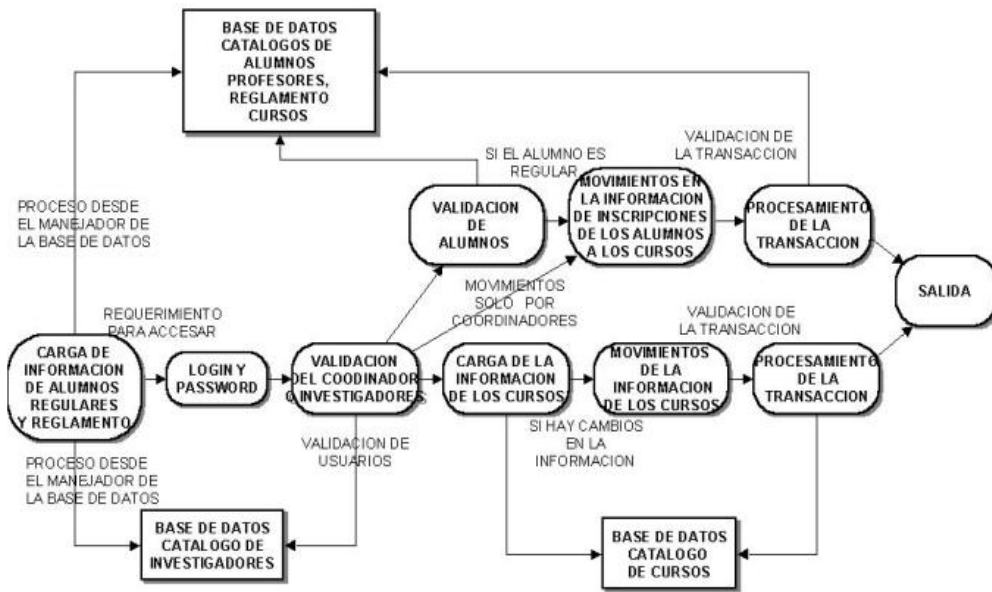 BASE DE DATOS
CATALOGOS DE
ALUMNOS
PROFESORES,
REGLAMENTO
CURSOS
VALIDACION DE
LA TRANSACCION
SI EL ALUMNO ES
REGULAR
PROCESO DESDE
EL MANEJADOR DE
LA BASE DE DATOS
VALIDACION
DE
ALUMNOS
MOVIMIENTOS EN
LA INFORMACION
DE INSCRIPCIONES
DE LOS ALUMNOS
A LOS CURSOS
PROCESAMIENTO
DE LA
TRANSACCION
SALIDA
MOVIMIENTOS
SOLO POR
COORDINADORES
REQUERIMIENTO
PARA ACCESAR
VALIDACION DE
LA TRANSACCION
CARGA DE
INFORMACION
DE ALUMNOS
REGULARES
Y REGLAMENTO
LOGIN Y
PASSWORD
VALIDACION
DEL COODINADOR
O INVESTIGADORES
CARGA DE LA
INFORMACION
DE LOS CURSOS
MOVIMIENTOS
DE LA
INFORMACION
DE LOS CURSOS
PROCESAMIENTO
DE LA
TRANSACCION
VALIDACION DE
USUARIOS
SI HAY CAMBIOS
EN LA
INFORMACION
PROCESO DESDE
EL MANEJADOR DE
LA BASE DE DATOS
BASE DE DATOS
CATALOGO DE
INVESTIGADORES
BASE DE DATOS
CATALOGO
DE CURSOS